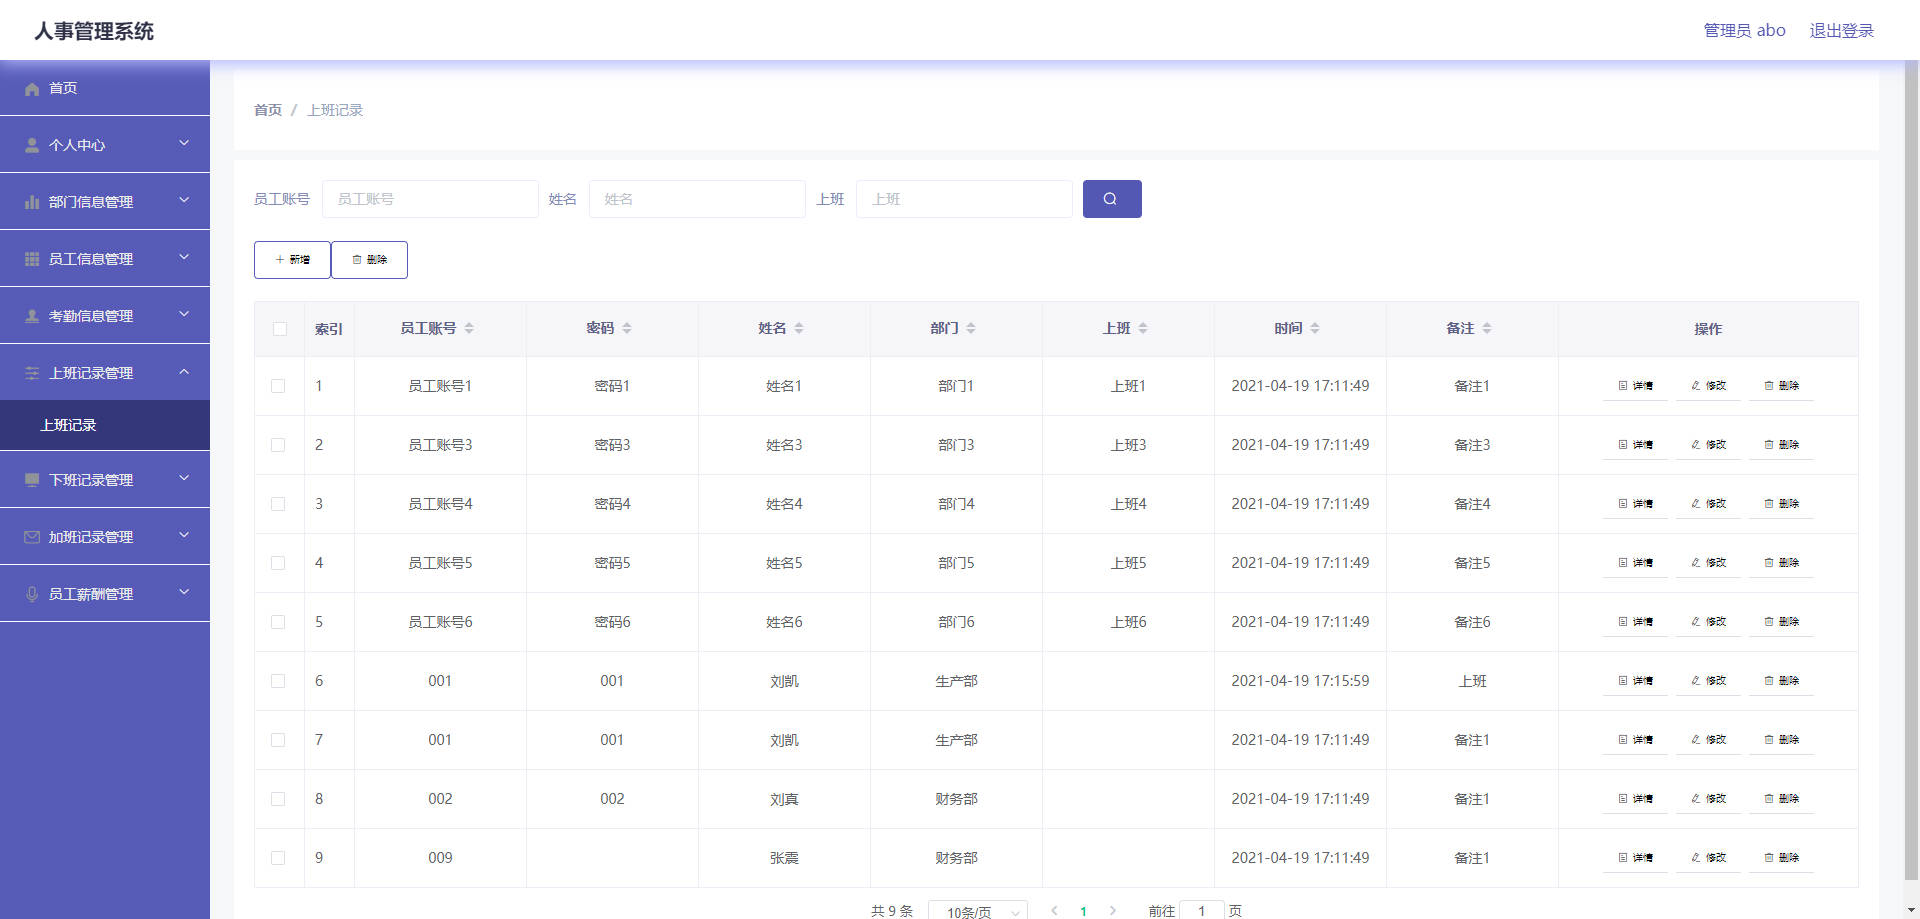 人事管理系统
管理员 abo 退出登录
首页
个人中心
部门信息管理
员工信息管理
考勤信息管理
上班记录管理
上班记录
下班记录管理
加班记录管理
员工薪酬管理
首页 / 上班记录
员工账号 员工账号 姓名 姓名 上班 上班
新增 删除
索引 员工账号 密码 姓名 部门 上班 时间 备注 操作
1 员工账号1 密码1 姓名1 部门1 上班1 2021-04-19 17:11:49 备注1 详情 修改 删除
2 员工账号3 密码3 姓名3 部门3 上班3 2021-04-19 17:11:49 备注3 详情 修改 删除
3 员工账号4 密码4 姓名4 部门4 上班4 2021-04-19 17:11:49 备注4 详情 修改 删除
4 员工账号5 密码5 姓名5 部门5 上班5 2021-04-19 17:11:49 备注5 详情 修改 删除
5 员工账号6 密码6 姓名6 部门6 上班6 2021-04-19 17:11:49 备注6 详情 修改 删除
6 001 001 刘凯 生产部 2021-04-19 17:15:59 上班 详情 修改 删除
7 001 001 刘凯 生产部 2021-04-19 17:11:49 备注1 详情 修改 删除
8 002 002 刘真 财务部 2021-04-19 17:11:49 备注1 详情 修改 删除
9 009 张震 财务部 2021-04-19 17:11:49 备注1 详情 修改 删除
共 9 条 10条/页 1 前往 1 页